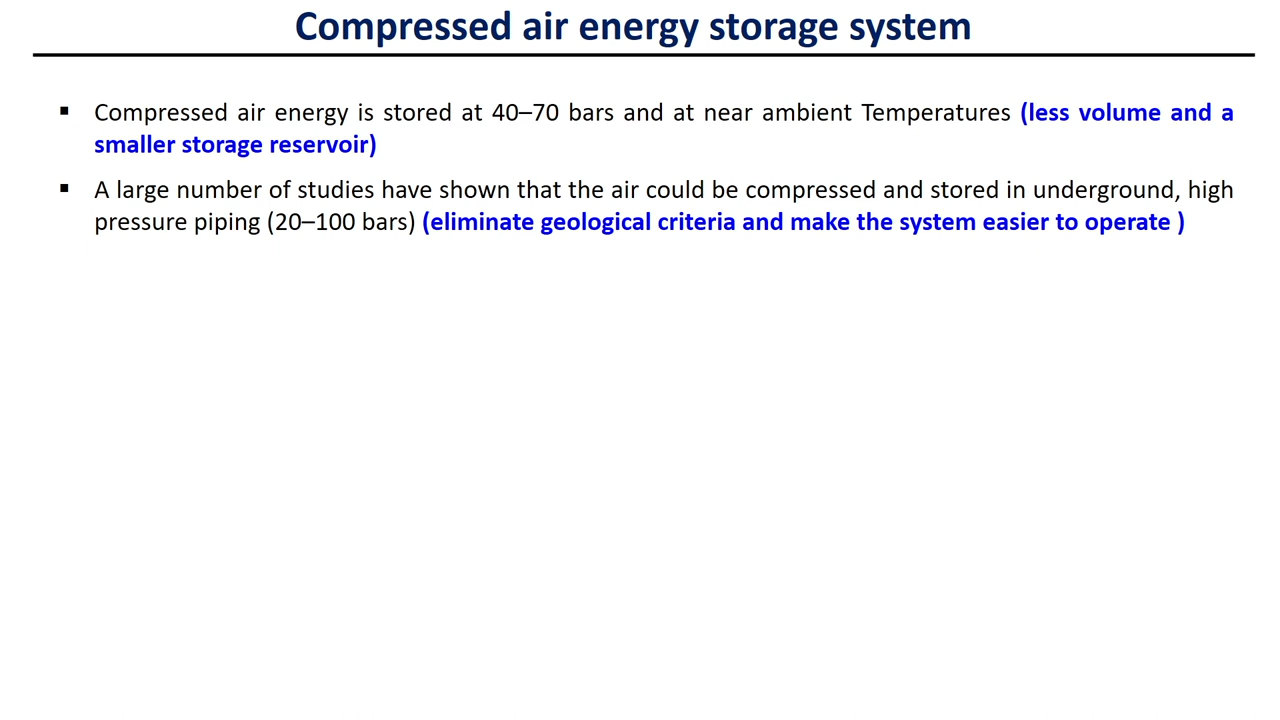 Compressed air energy storage system
▪ Compressed air energy is stored at 40–70 bars and at near ambient Temperatures (less volume and a
smaller storage reservoir)
▪ A large number of studies have shown that the air could be compressed and stored in underground, high
pressure piping (20–100 bars) (eliminate geological criteria and make the system easier to operate )